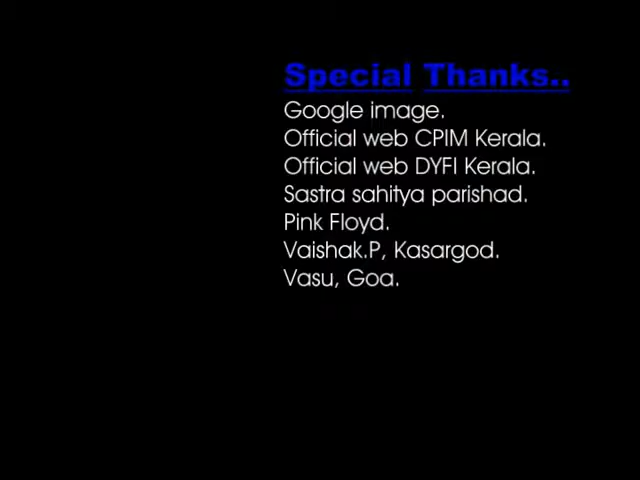 Special Thanks..
Google image.
Official web CPIM Kerala.
Official web DYFI Kerala.
Sastra sahitya parishad.
Pink Floyd.
Vaishak.P, Kasargod.
Vasu, Goa.